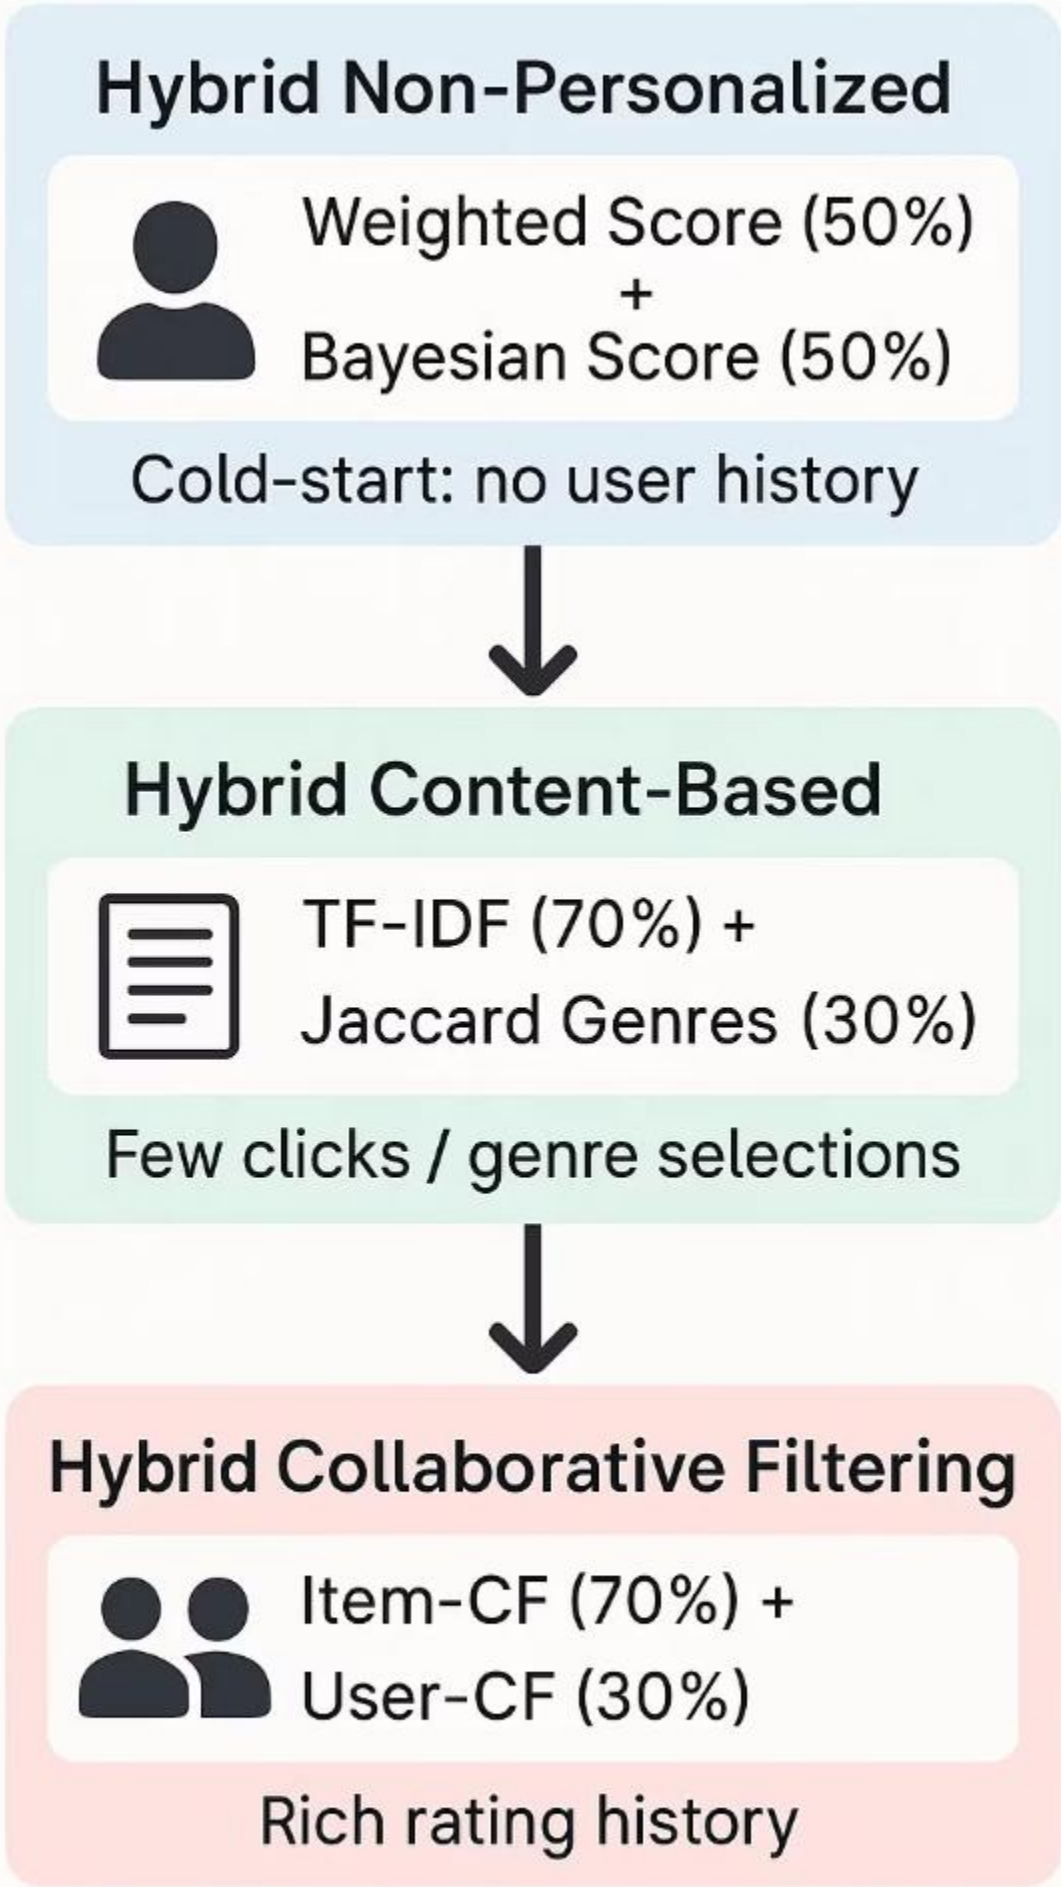 Hybrid Non-Personalized
Weighted Score (50%)
+
Bayesian Score (50%)
Cold-start: no user history
Hybrid Content-Based
TF-IDF (70%) +
Jaccard Genres (30%)
Few clicks / genre selections
Hybrid Collaborative Filtering
Item-CF (70%) +
User-CF (30%)
Rich rating history